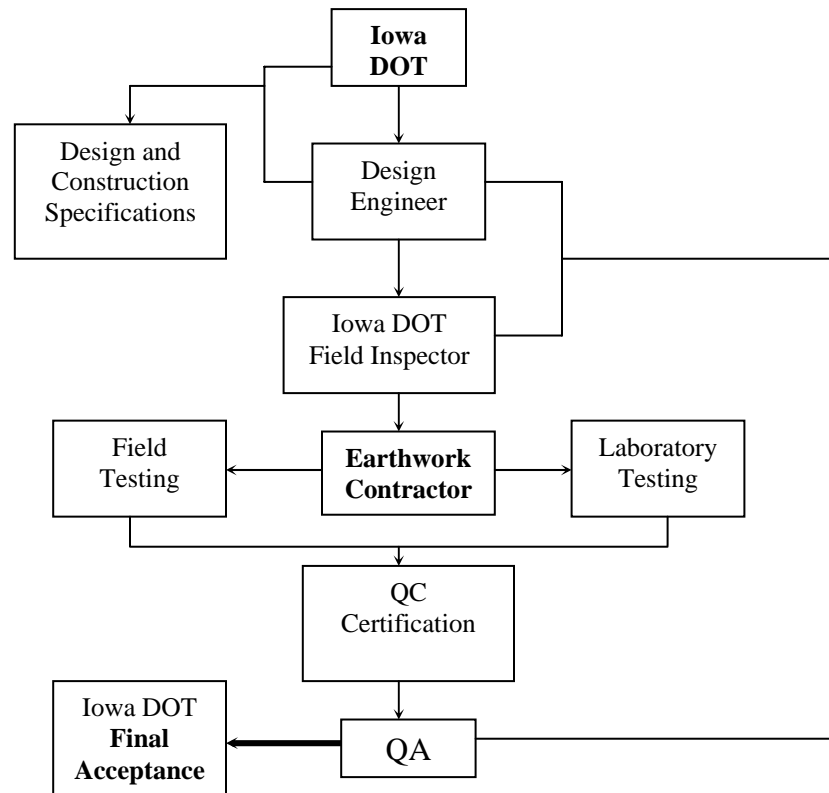 Iowa
DOT
Design and
Construction
Specifications
Design
Engineer
Iowa DOT
Field Inspector
Field
Testing
Earthwork
Contractor
Laboratory
Testing
QC
Certification
Iowa DOT
Final
Acceptance
QA